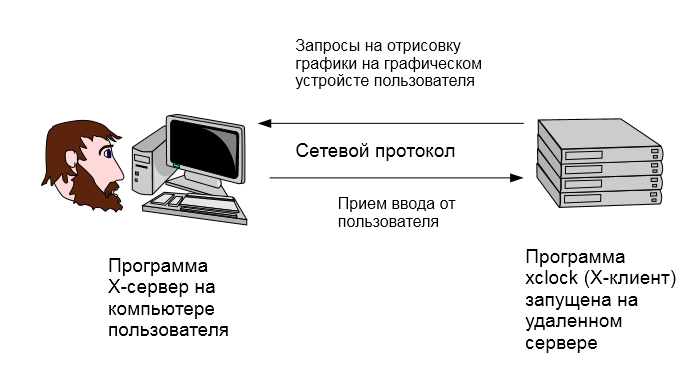 Запросы на отрисовку
графики на графическом
устройсте пользователя
Сетевой протокол
Прием ввода от
пользователя
Программа
X-сервер на
компьютере
пользователя
Программа
xclock (X-клиент)
запущена на
удаленном
сервере